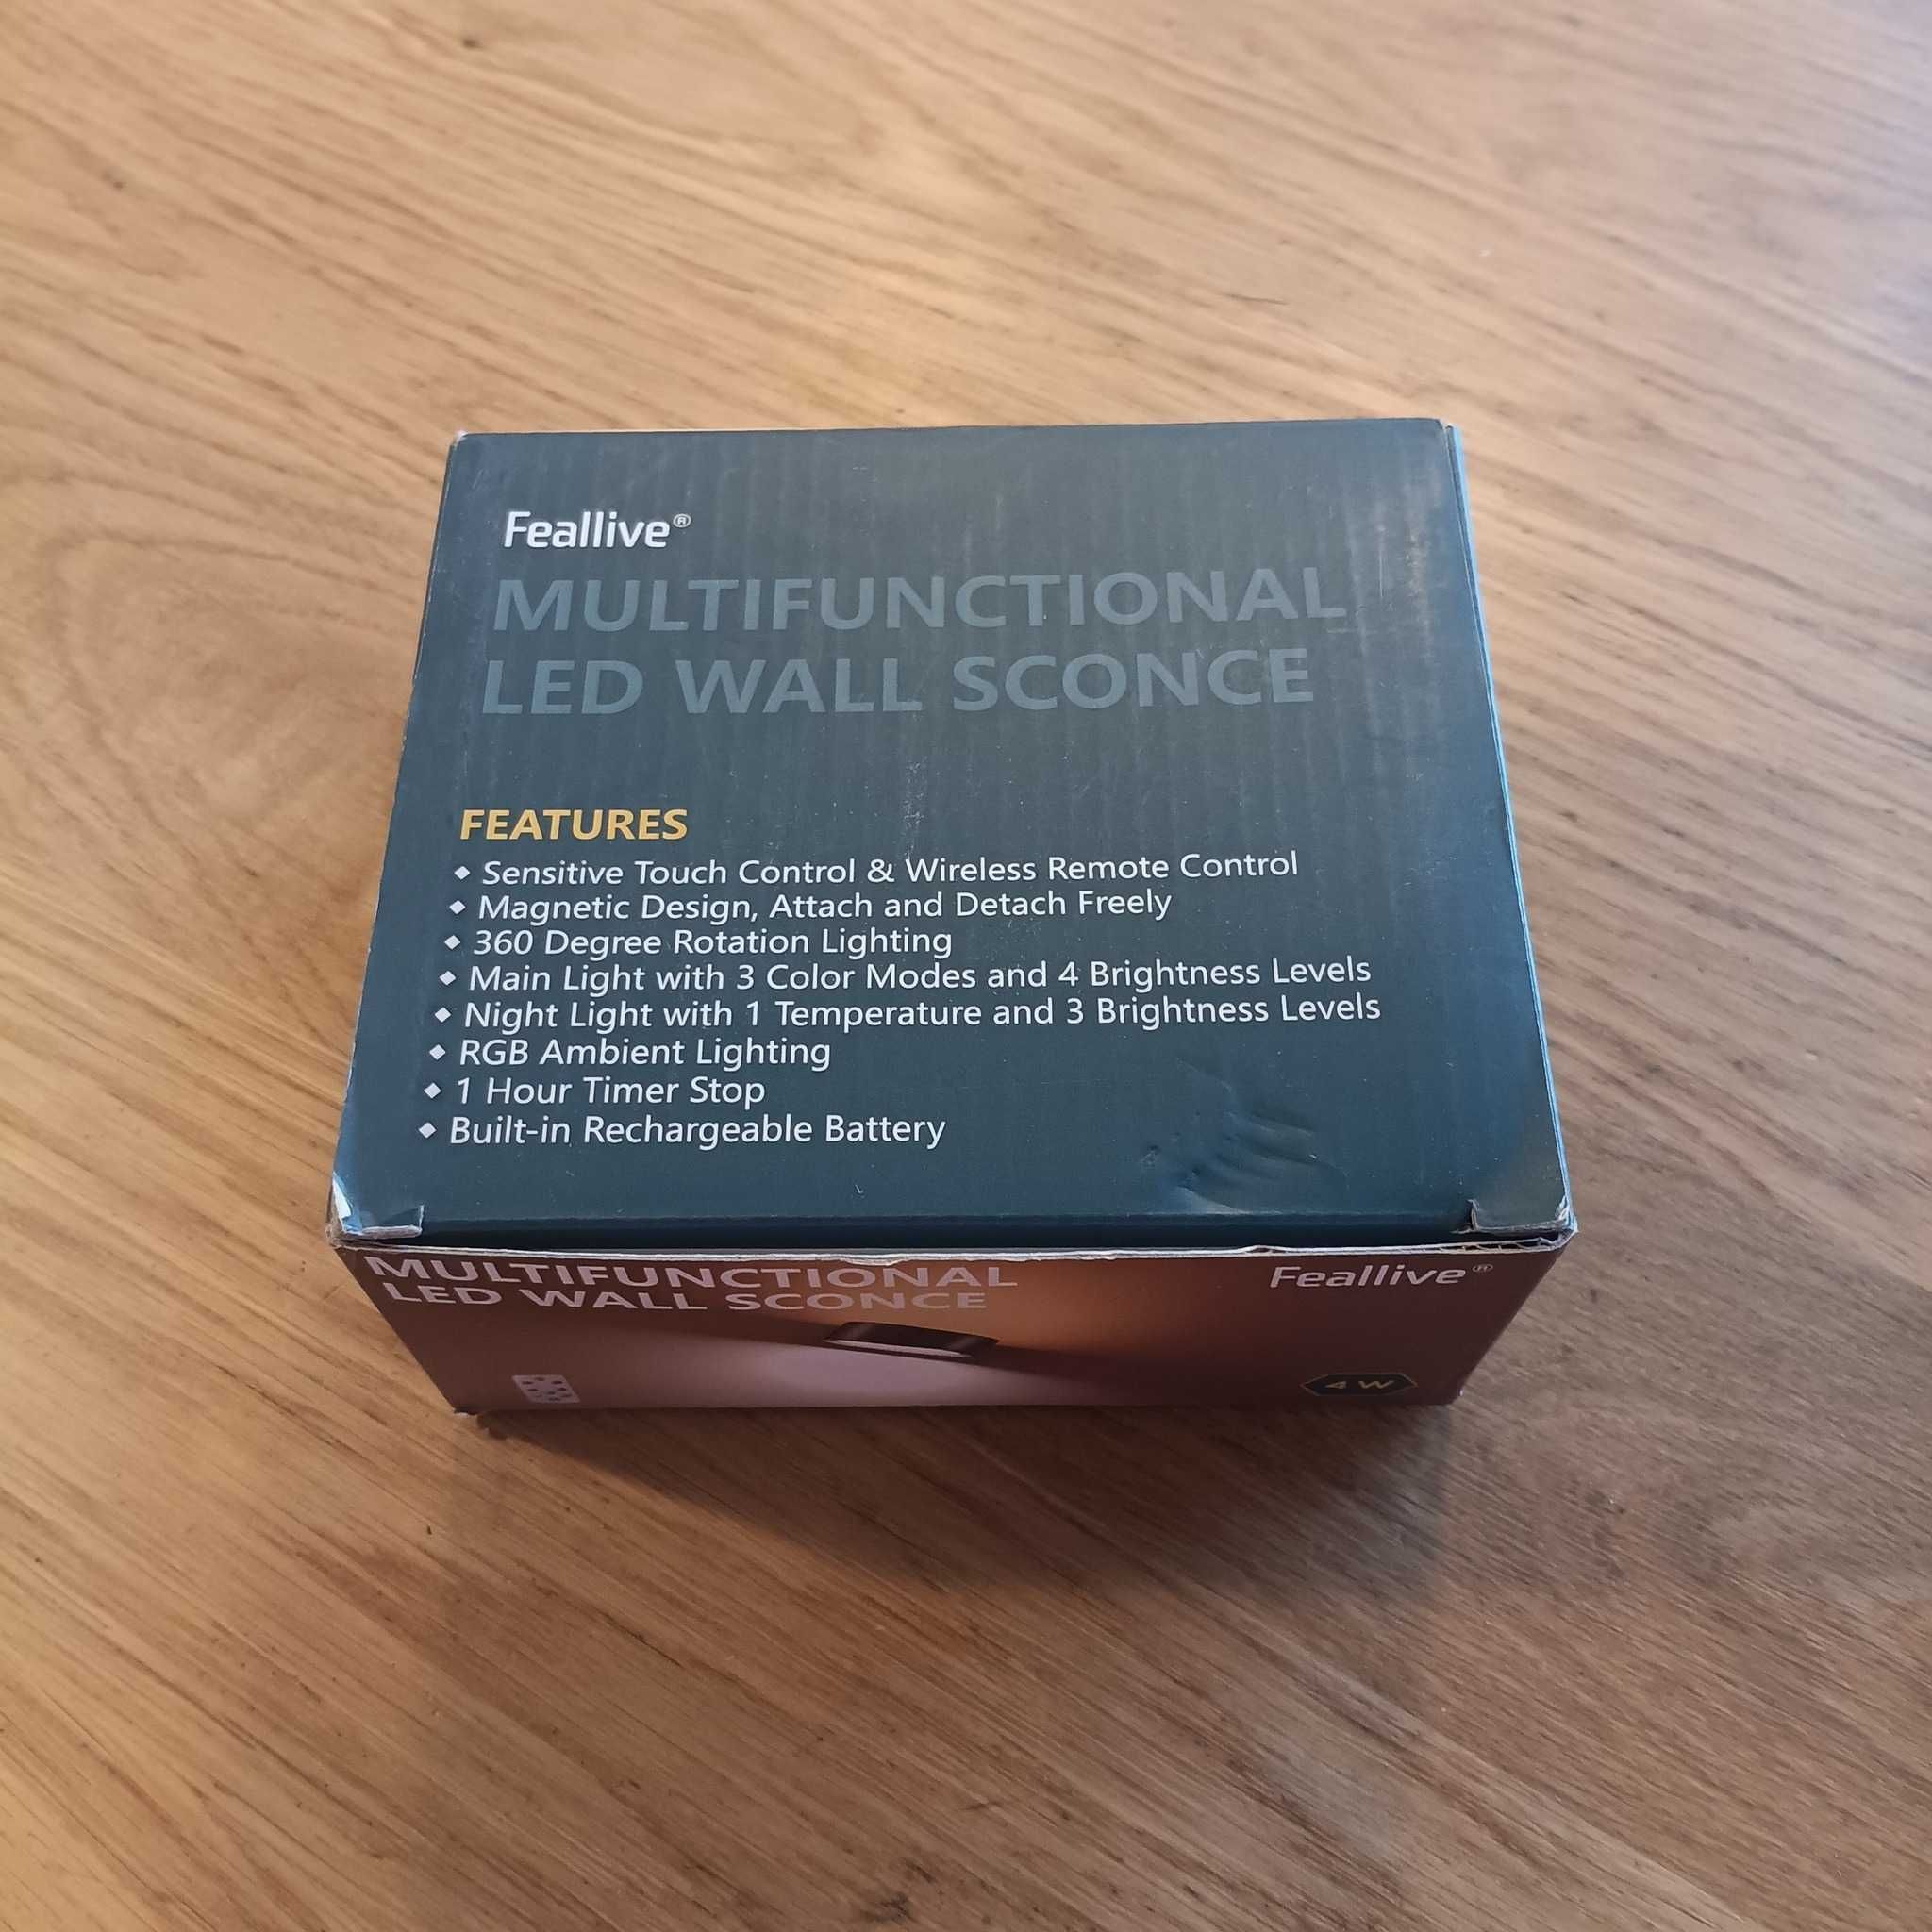 Feallive®
MULTIFUNCTIONAL
LED WALL SCONCE
FEATURES
◆ Sensitive Touch Control & Wireless Remote Control
◆ Magnetic Design, Attach and Detach Freely
◆ 360 Degree Rotation Lighting
◆ Main Light with 3 Color Modes and 4 Brightness Levels
◆ Night Light with 1 Temperature and 3 Brightness Levels
◆ RGB Ambient Lighting
◆ 1 Hour Timer Stop
◆ Built-in Rechargeable Battery
MULTIFUNCTIONAL
LED WALL SCONCE
Feallive®
4W